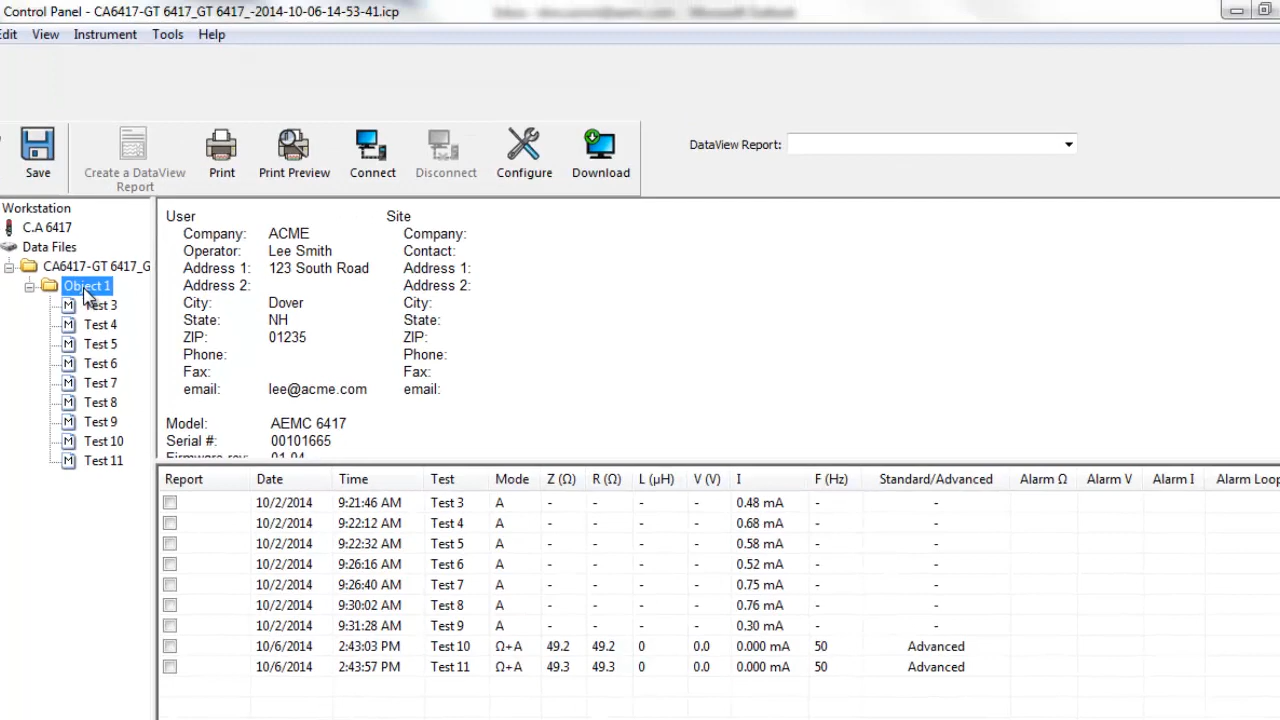 Control Panel - CA6417-GT 6417_GT 6417_-2014-10-06-14-53-41.icp
Edit View Instrument Tools Help
Save Create a DataView Report Print Print Preview Connect Disconnect Configure Download DataView Report:
Workstation
C.A 6417
Data Files
CA6417-GT 6417_G
Object 1
Test 3
Test 4
Test 5
Test 6
Test 7
Test 8
Test 9
Test 10
Test 11
User Site
Company: ACME Company:
Operator: Lee Smith Contact:
Address 1: 123 South Road Address 1:
Address 2: Address 2:
City: Dover City:
State: NH State:
ZIP: 01235 ZIP:
Phone: Phone:
Fax: Fax:
email: lee@acme.com email:
Model: AEMC 6417
Serial #: 00101665
Firmware rev: 01.04
Report Date Time Test Mode Z (Ω) R (Ω) L (µH) V (V) I F (Hz) Standard/Advanced Alarm Ω Alarm V Alarm I Alarm Loop
10/2/2014 9:21:46 AM Test 3 A - - - - 0.48 mA - -
10/2/2014 9:22:12 AM Test 4 A - - - - 0.68 mA - -
10/2/2014 9:22:32 AM Test 5 A - - - - 0.58 mA - -
10/2/2014 9:26:16 AM Test 6 A - - - - 0.52 mA - -
10/2/2014 9:26:40 AM Test 7 A - - - - 0.75 mA - -
10/2/2014 9:30:02 AM Test 8 A - - - - 0.76 mA - -
10/2/2014 9:31:28 AM Test 9 A - - - - 0.30 mA - -
10/6/2014 2:43:03 PM Test 10 Ω+A 49.2 49.2 0 0.0 0.000 mA 50 Advanced
10/6/2014 2:43:57 PM Test 11 Ω+A 49.3 49.3 0 0.0 0.000 mA 50 Advanced